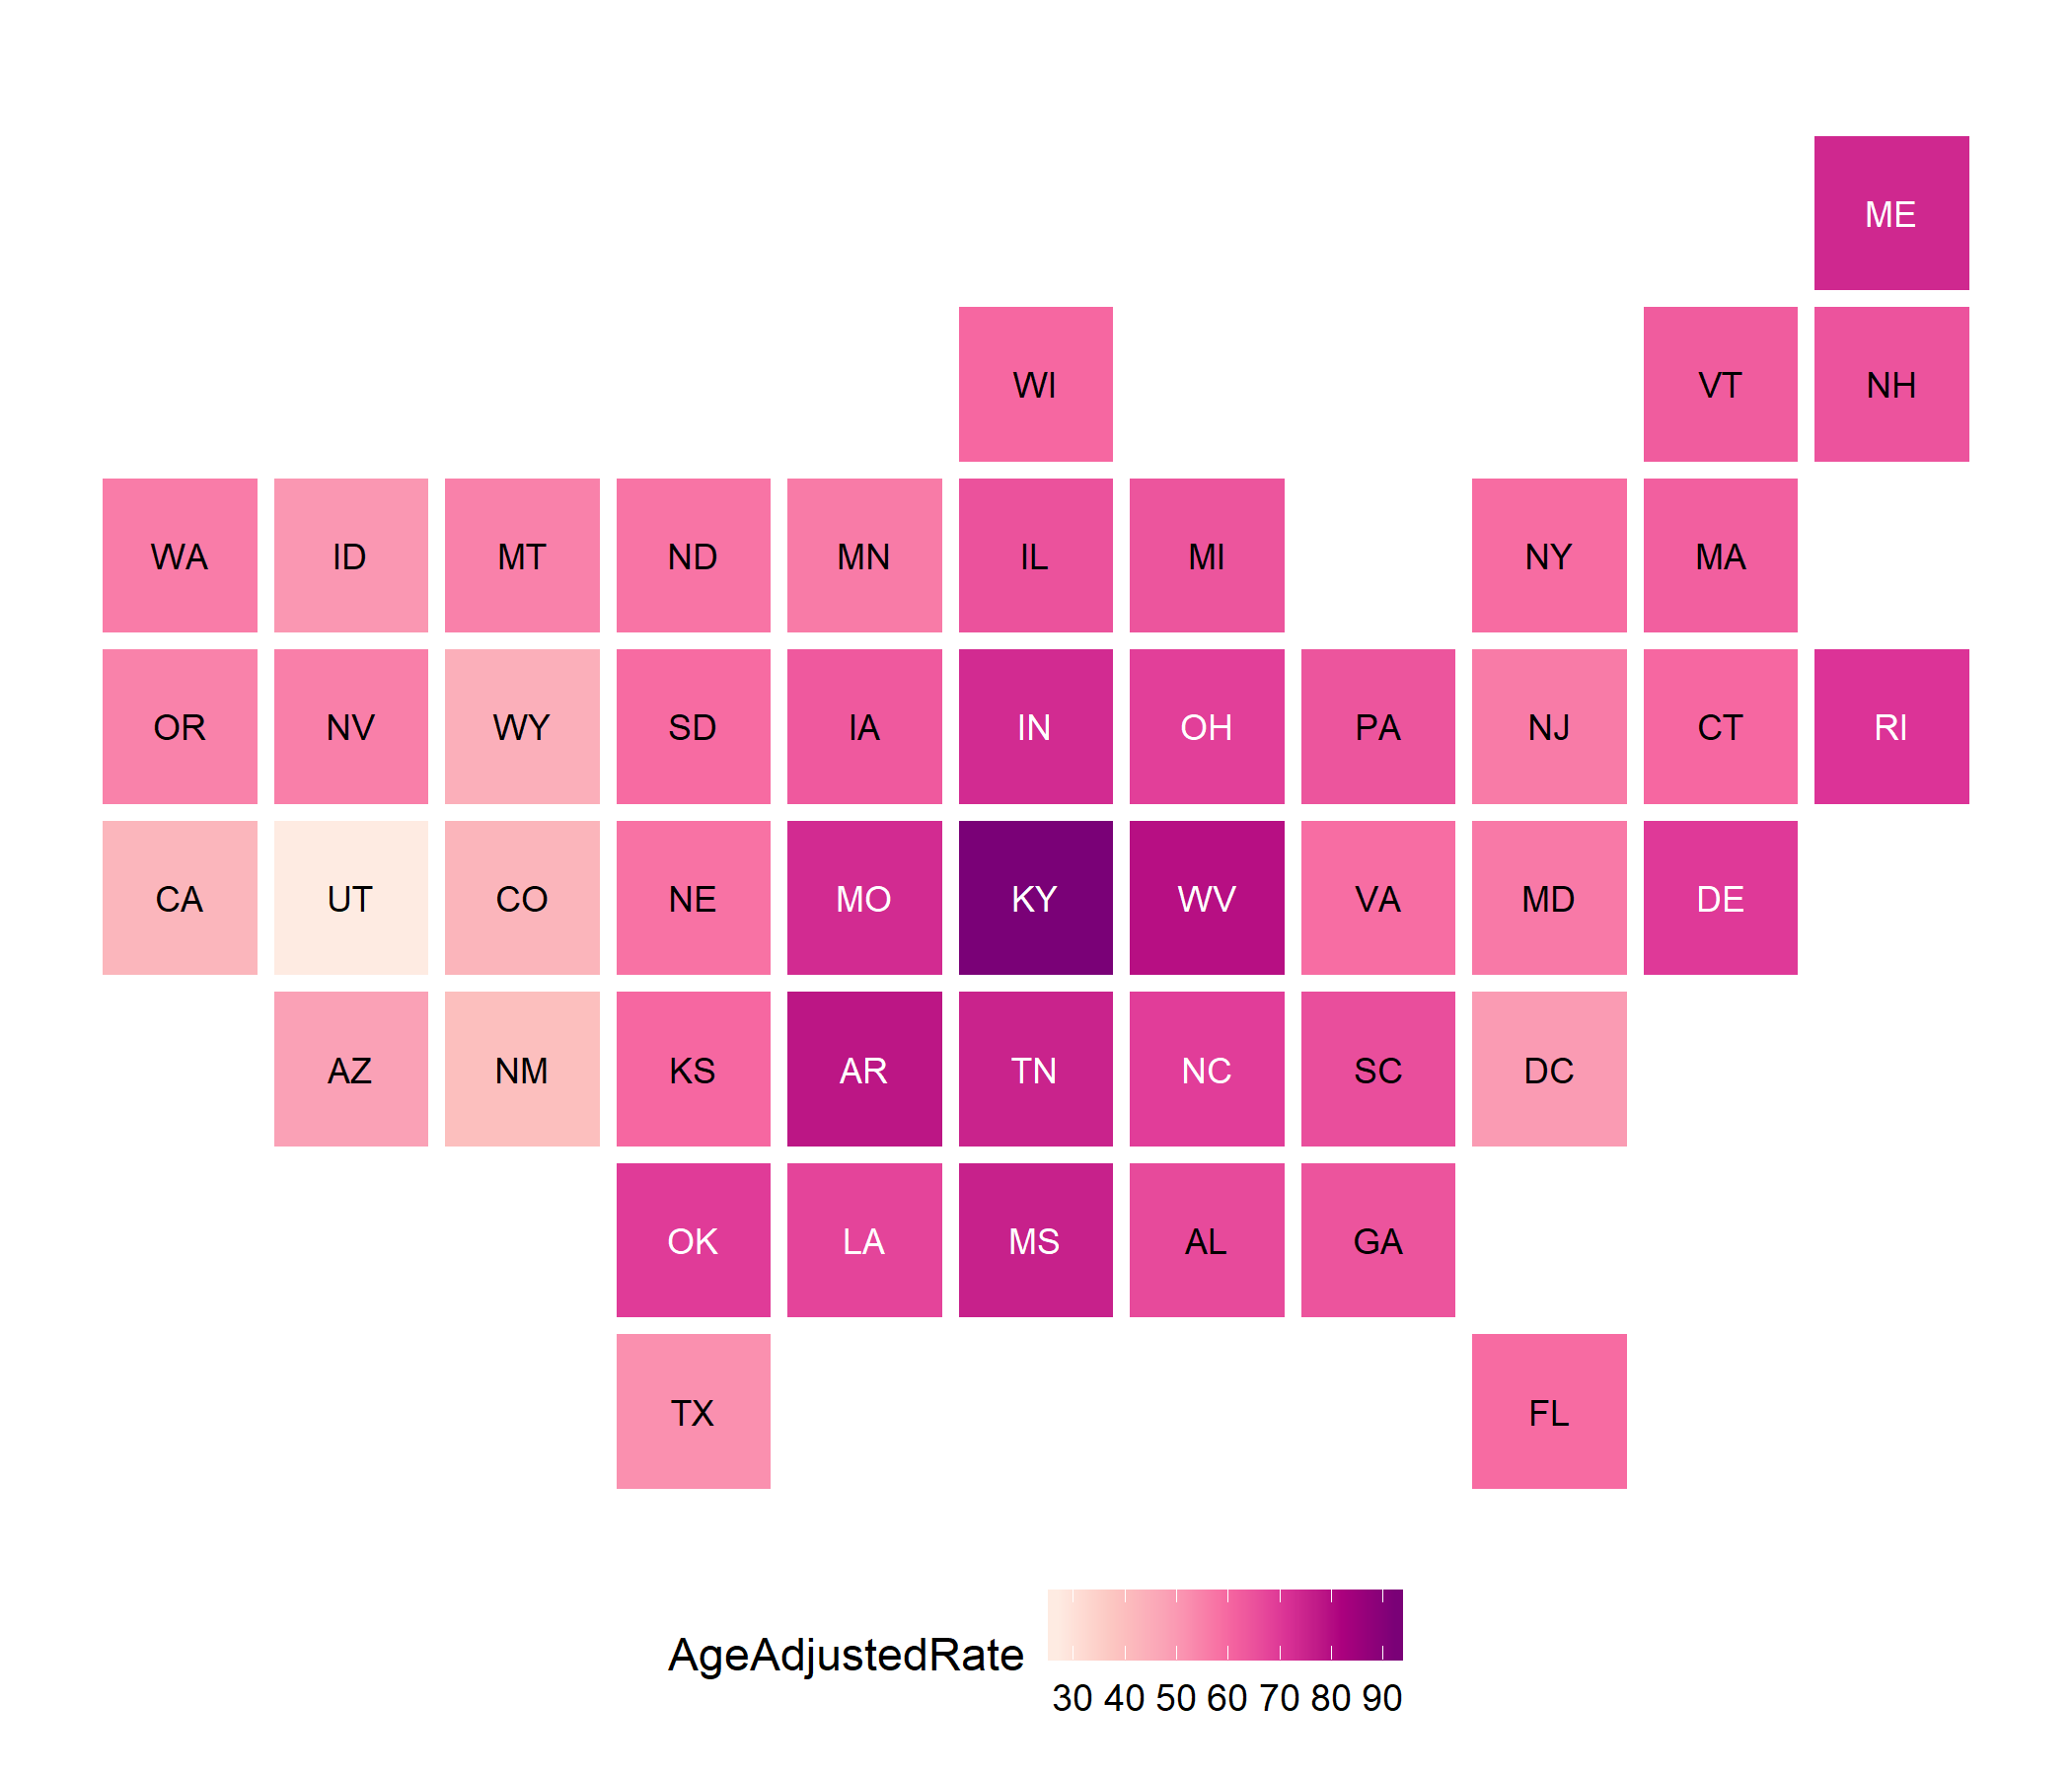 ME
WI VT NH
WA ID MT ND MN IL MI NY MA
OR NV WY SD IA IN OH PA NJ CT RI
CA UT CO NE MO KY WV VA MD DE
AZ NM KS AR TN NC SC DC
OK LA MS AL GA
TX FL
AgeAdjustedRate
30 40 50 60 70 80 90